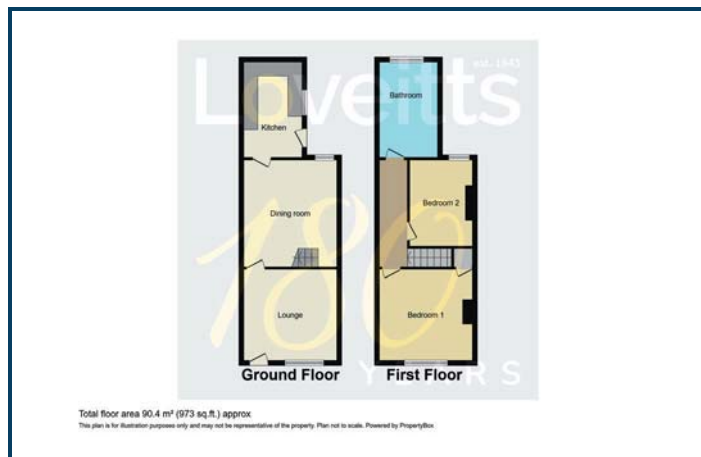 est. 1843
Loveitts
Bathroom
Kitchen
Bedroom 2
Dining room
180
Lounge
Bedroom 1
YEARS
Ground Floor
First Floor
Total floor area 90.4 m² (973 sq.ft.) approx
This plan is for illustration purposes only and may not be representative of the property. Plan not to scale. Powered by PropertyBox